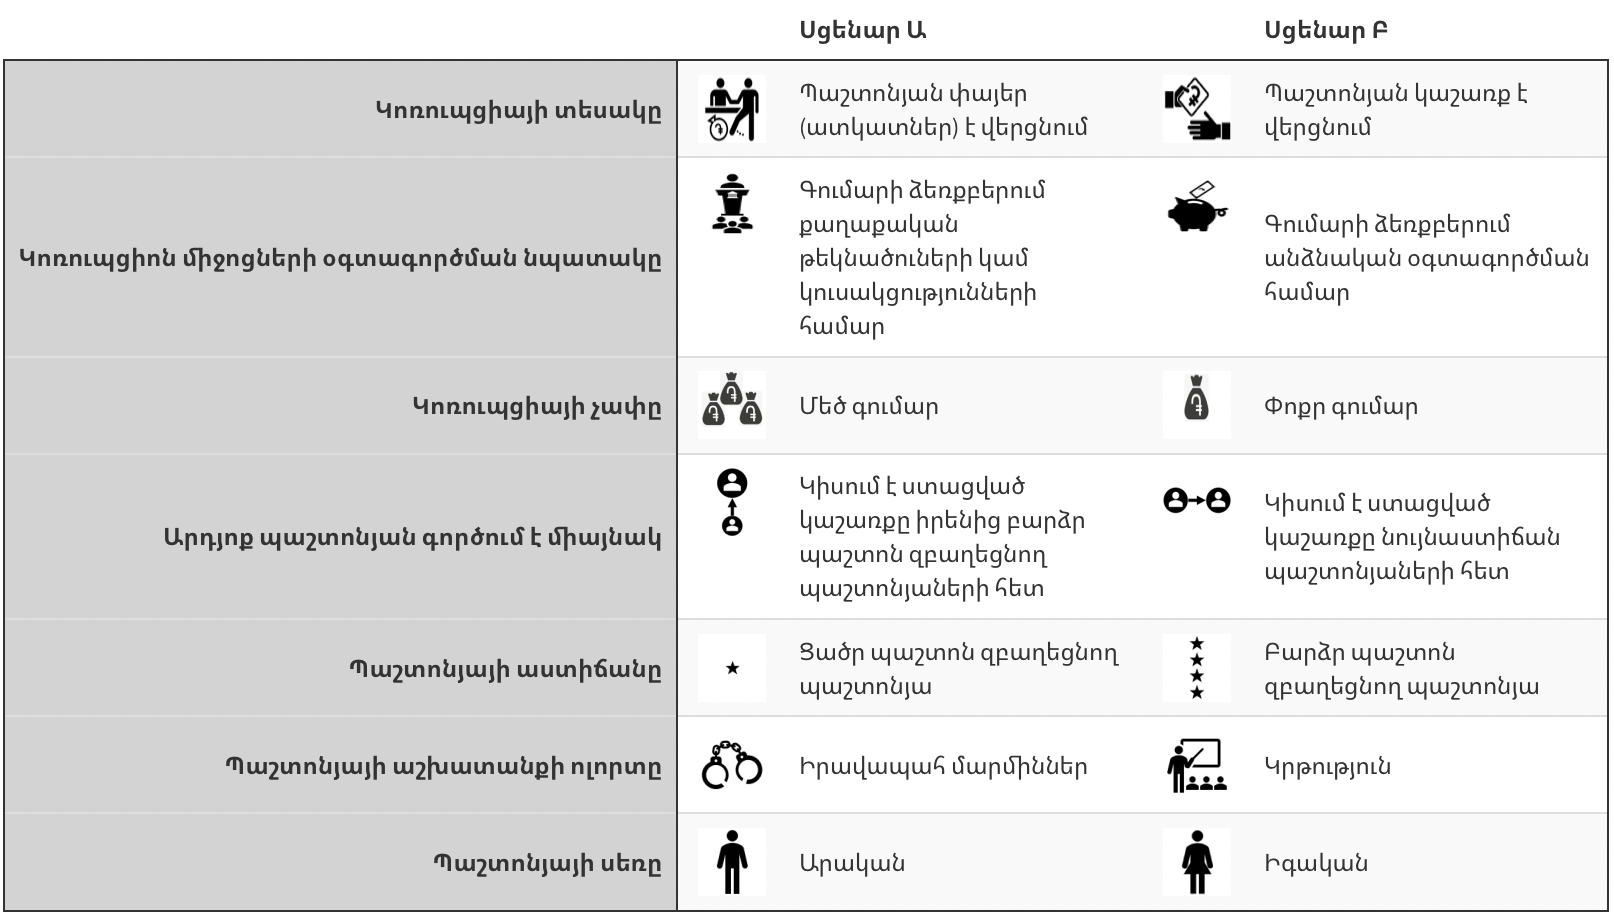 Սցենար Ա
Սցենար Բ
Կոռուպցիայի տեսակը
Պաշտոնյան փայեր
(ատկատներ) է վերցնում
Պաշտոնյան կաշառք է
վերցնում
Կոռուպցիոն միջոցների օգտագործման նպատակը
Գումարի ձեռքբերում
քաղաքական
թեկնածուների կամ
կուսակցությունների
համար
Գումարի ձեռքբերում
անձնական օգտագործման
համար
Կոռուպցիայի չափը
Մեծ գումար
Փոքր գումար
Արդյոք պաշտոնյան գործում է միայնակ
Կիսում է ստացված
կաշառքը իրենից բարձր
պաշտոն զբաղեցնող
պաշտոնյաների հետ
Կիսում է ստացված
կաշառքը նույնաստիճան
պաշտոնյաների հետ
Պաշտոնյայի աստիճանը
Ցածր պաշտոն զբաղեցնող
պաշտոնյա
Բարձր պաշտոն
զբաղեցնող պաշտոնյա
Պաշտոնյայի աշխատանքի ոլորտը
Իրավապահ մարմիններ
Կրթություն
Պաշտոնյայի սեռը
Արական
Իգական